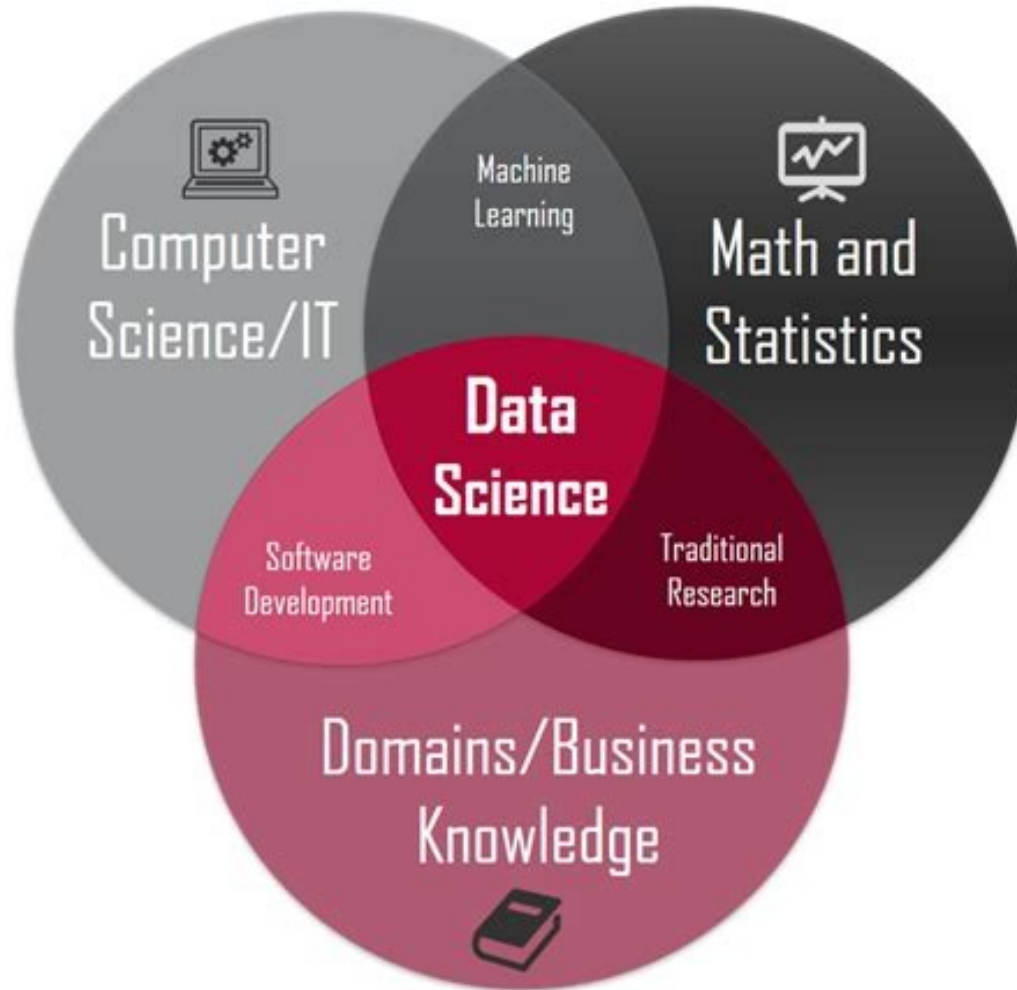 Machine
Learning
Computer
Science/IT
Math and
Statistics
Data
Science
Software
Development
Traditional
Research
Domains/Business
Knowledge